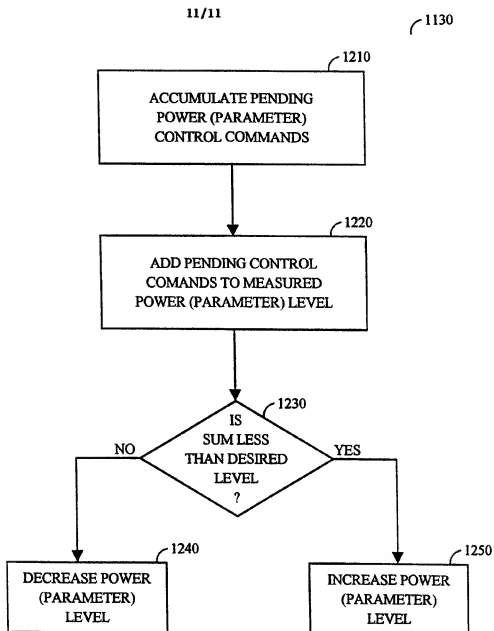 11/11
1130
1210
ACCUMULATE PENDING
POWER (PARAMETER)
CONTROL COMMANDS
1220
ADD PENDING CONTROL
COMANDS TO MEASURED
POWER (PARAMETER) LEVEL
1230
IS
SUM LESS
THAN DESIRED
LEVEL
?
NO
YES
1240
DECREASE POWER
(PARAMETER)
LEVEL
1250
INCREASE POWER
(PARAMETER)
LEVEL